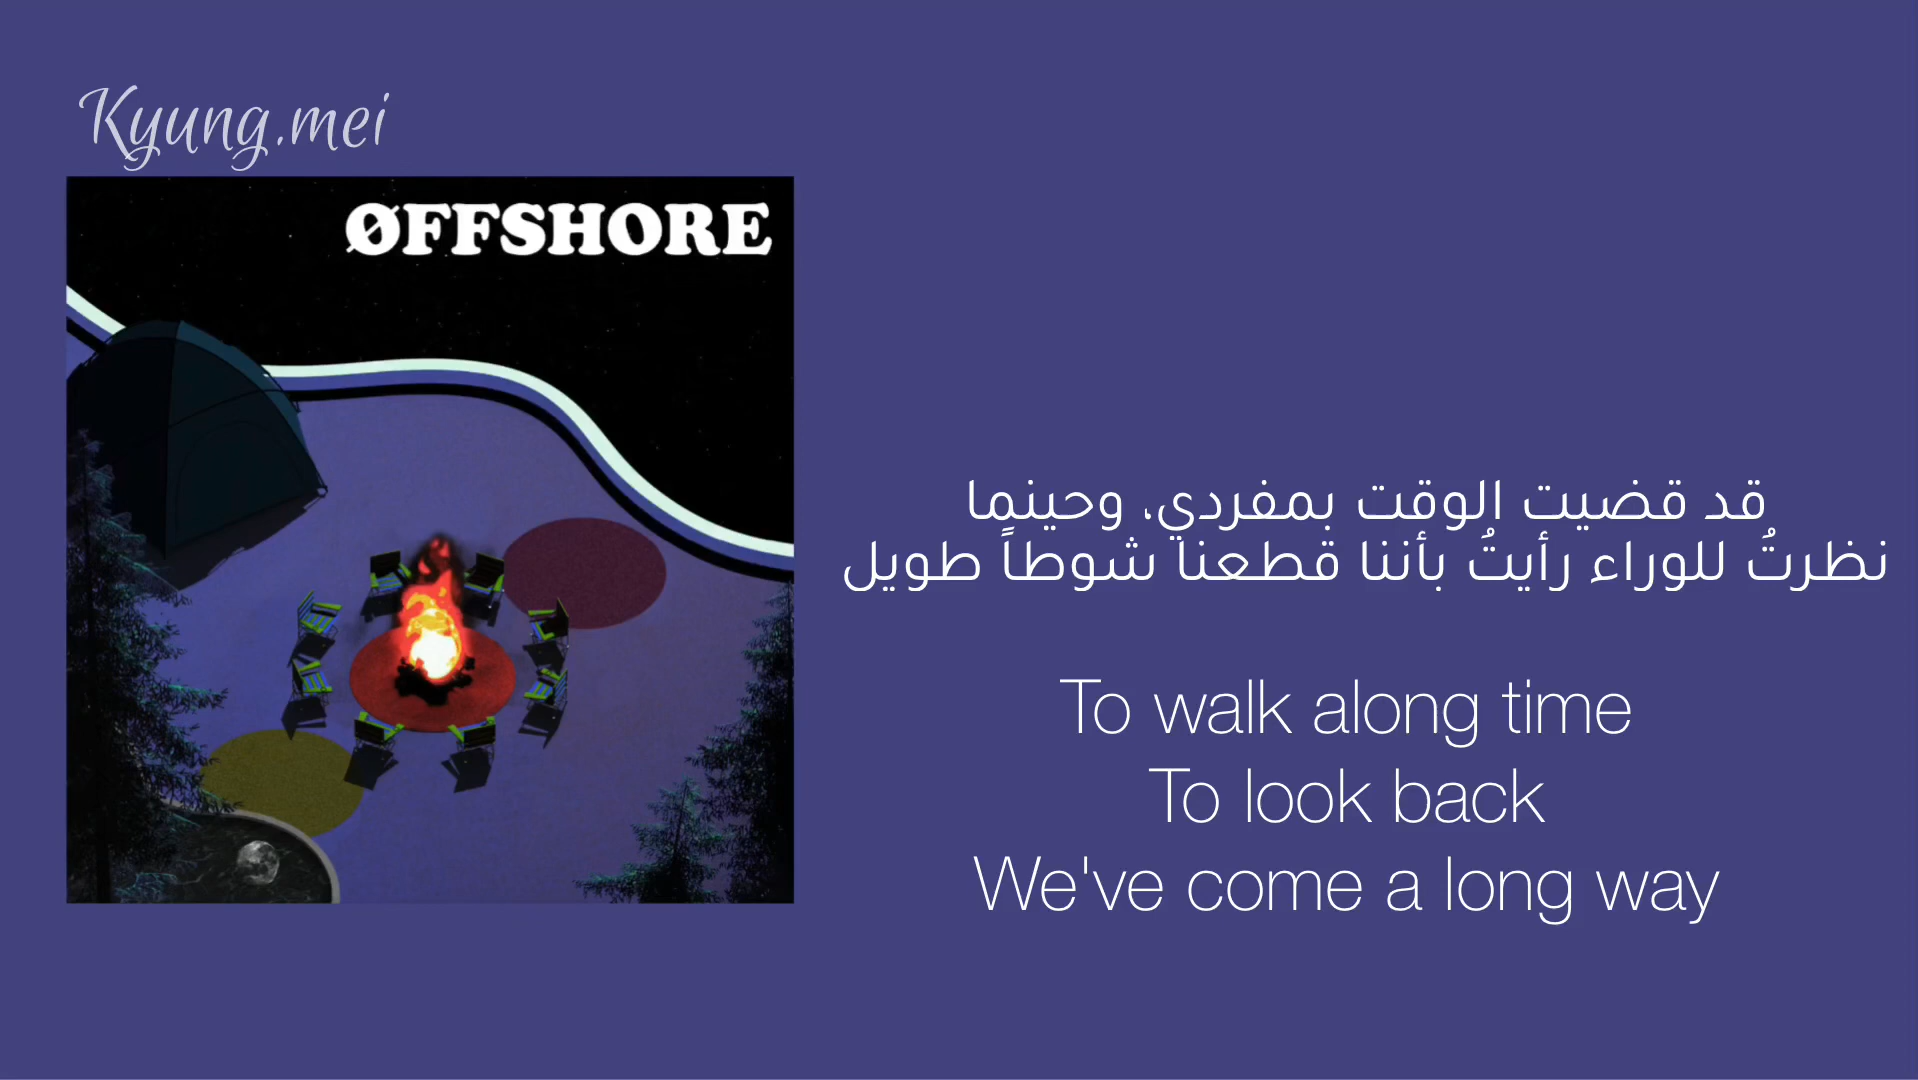 Kyung.mei
ØFFSHORE
قد قضيت الوقت بمفردي، وحينما
نظرتُ للوراء رأيتُ بأننا قطعنا شوطاً طويل
To walk along time
To look back
We've come a long way